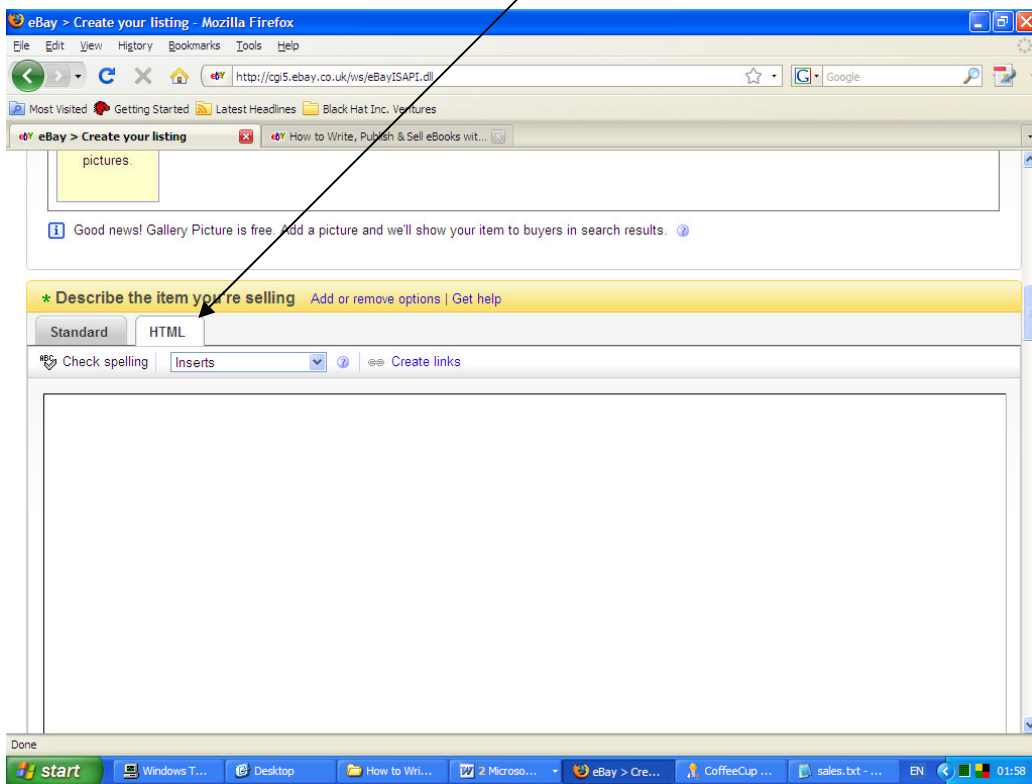 eBay > Create your listing - Mozilla Firefox
File Edit View History Bookmarks Tools Help
ebY http://cgi5.ebay.co.uk/ws/eBayISAPI.dll G Google
Most Visited Getting Started Latest Headlines Black Hat Inc. Ventures
ebY eBay > Create your listing ebY How to Write, Publish & Sell eBooks wit...
pictures.
i Good news! Gallery Picture is free. Add a picture and we'll show your item to buyers in search results. ?
* Describe the item you're selling Add or remove options | Get help
Standard HTML
ABC Check spelling Inserts ? Create links
Done
start Windows T... Desktop How to Wri... W 2 Microso... eBay > Cre... CoffeeCup ... sales.txt - ... EN 01:58